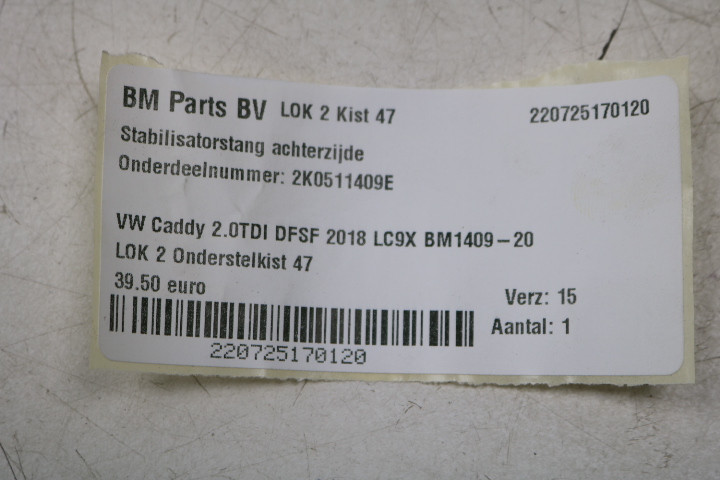 BM Parts BV LOK 2 Kist 47 220725170120
Stabilisatorstang achterzijde
Onderdeelnummer: 2K0511409E
VW Caddy 2.0TDI DFSF 2018 LC9X BM1409-20
LOK 2 Onderstelkist 47
39.50 euro
Verz: 15
Aantal: 1
220725170120